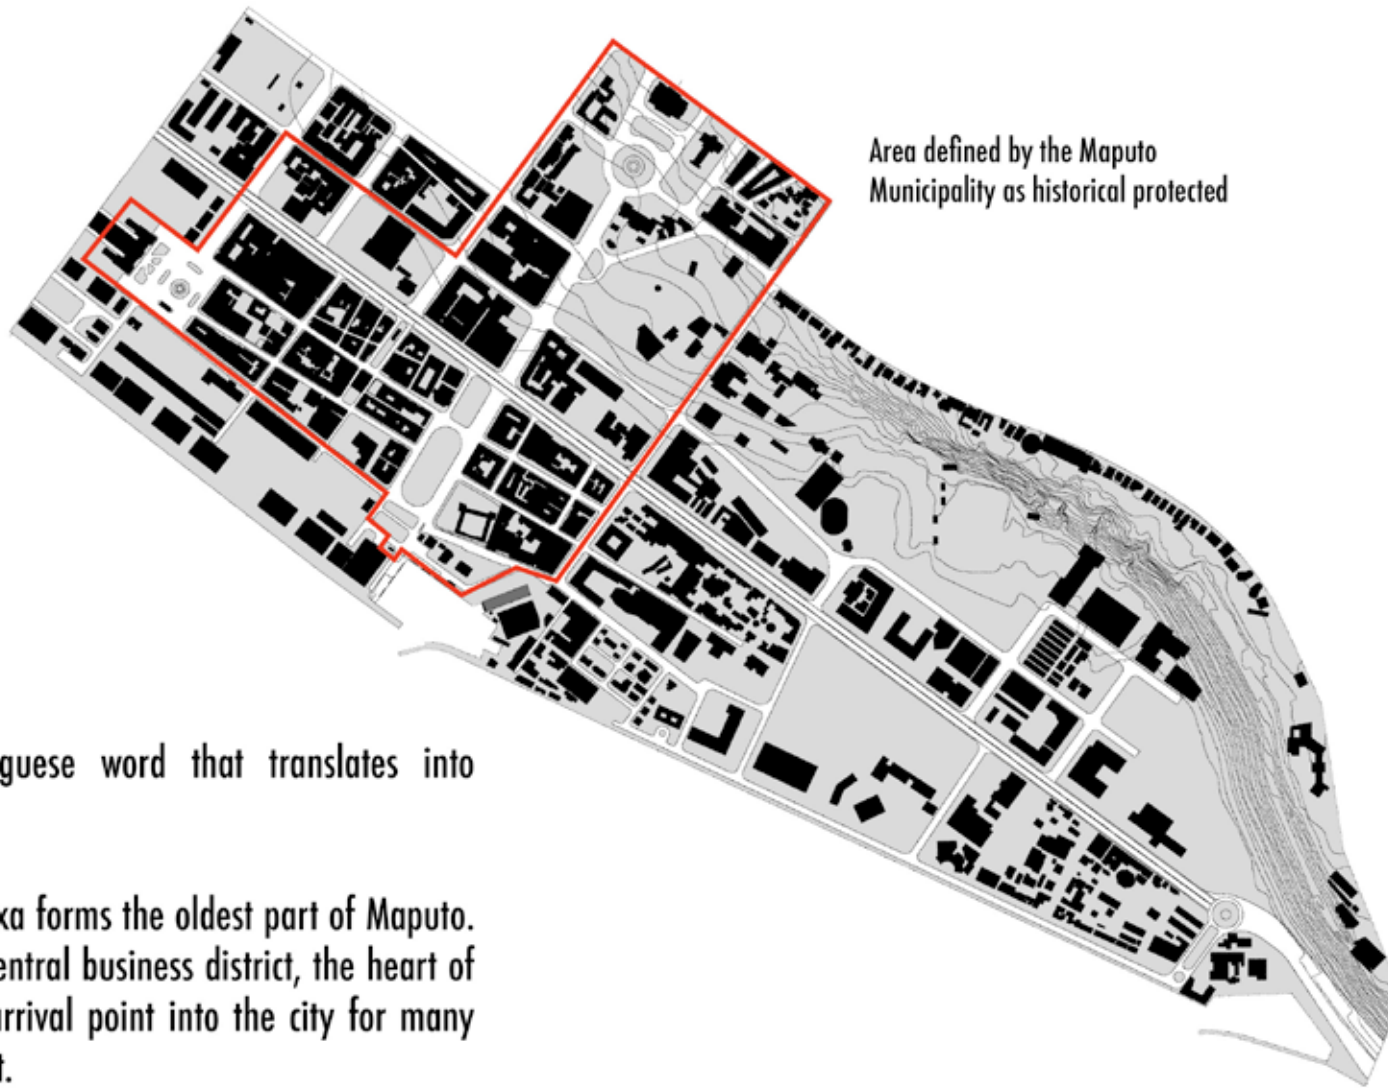 Area defined by the Maputo
Municipality as historical protected
guese word that translates into
xa forms the oldest part of Maputo.
entral business district, the heart of
arrival point into the city for many
t.